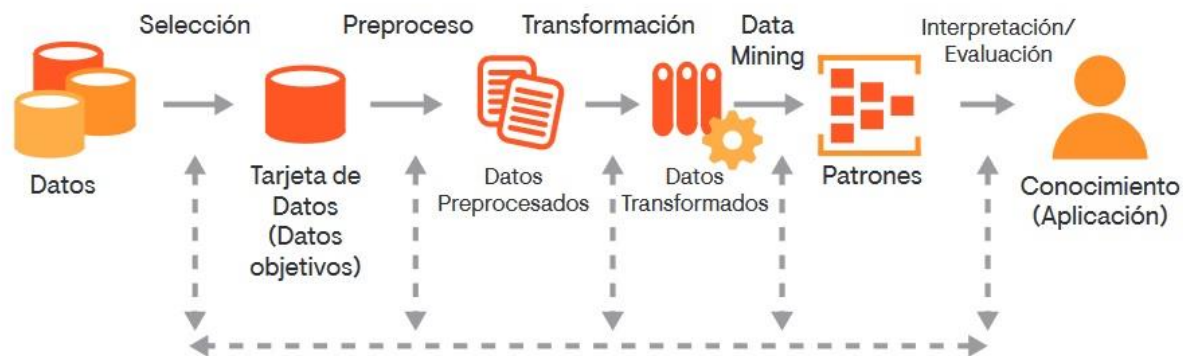 Selección
Preproceso
Transformación
Data
Mining
Interpretación/
Evaluación
Datos
Tarjeta de
Datos
(Datos
objetivos)
Datos
Preprocesados
Datos
Transformados
Patrones
Conocimiento
(Aplicación)